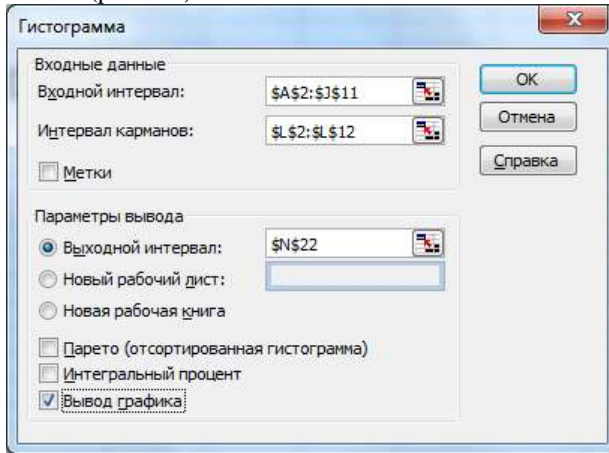 Гистограмма
Входные данные
Входной интервал: $A$2:$J$11
Интервал карманов: $L$2:$L$12
Метки
OK
Отмена
Справка
Параметры вывода
Выходной интервал: $N$22
Новый рабочий лист:
Новая рабочая книга
Парето (отсортированная гистограмма)
Интегральный процент
Вывод графика